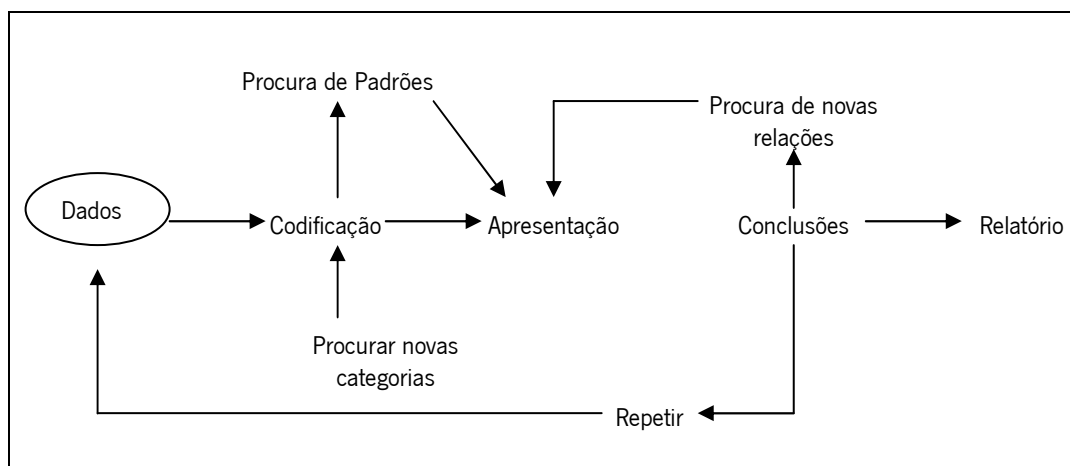 Procura de Padrões
Procura de novas
relações
Dados
Codificação
Apresentação
Conclusões
Relatório
Procurar novas
categorias
Repetir